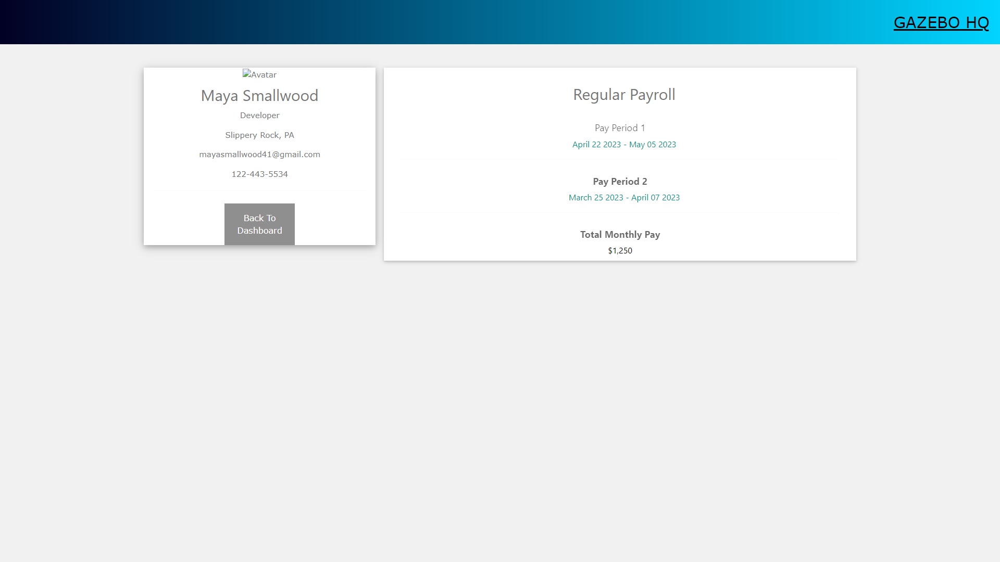 GAZEBO HQ
Avatar
Maya Smallwood
Developer
Slippery Rock, PA
mayasmallwood41@gmail.com
122-443-5534
Back To
Dashboard
Regular Payroll
Pay Period 1
April 22 2023 - May 05 2023
Pay Period 2
March 25 2023 - April 07 2023
Total Monthly Pay
$1,250